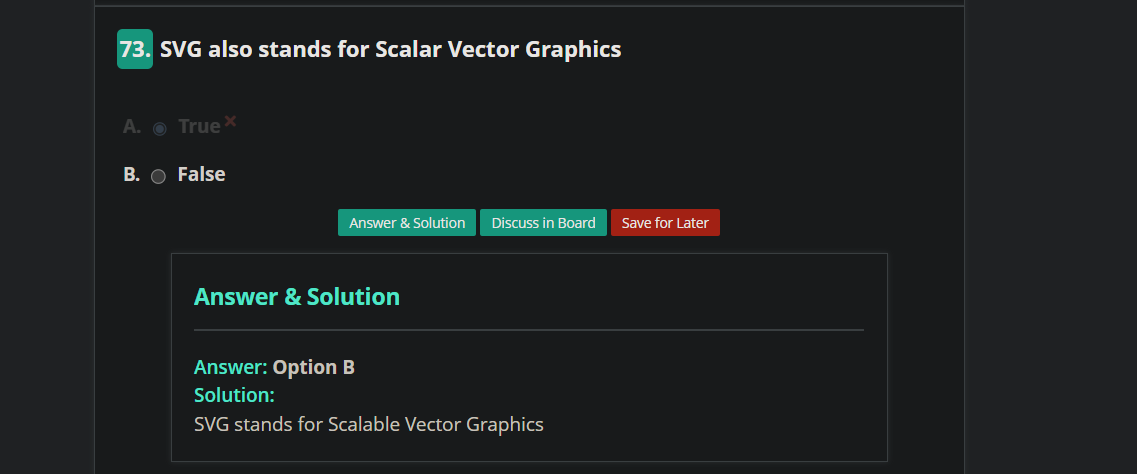 73. SVG also stands for Scalar Vector Graphics
A. True
B. False
Answer & Solution Discuss in Board Save for Later
Answer & Solution
Answer: Option B
Solution:
SVG stands for Scalable Vector Graphics